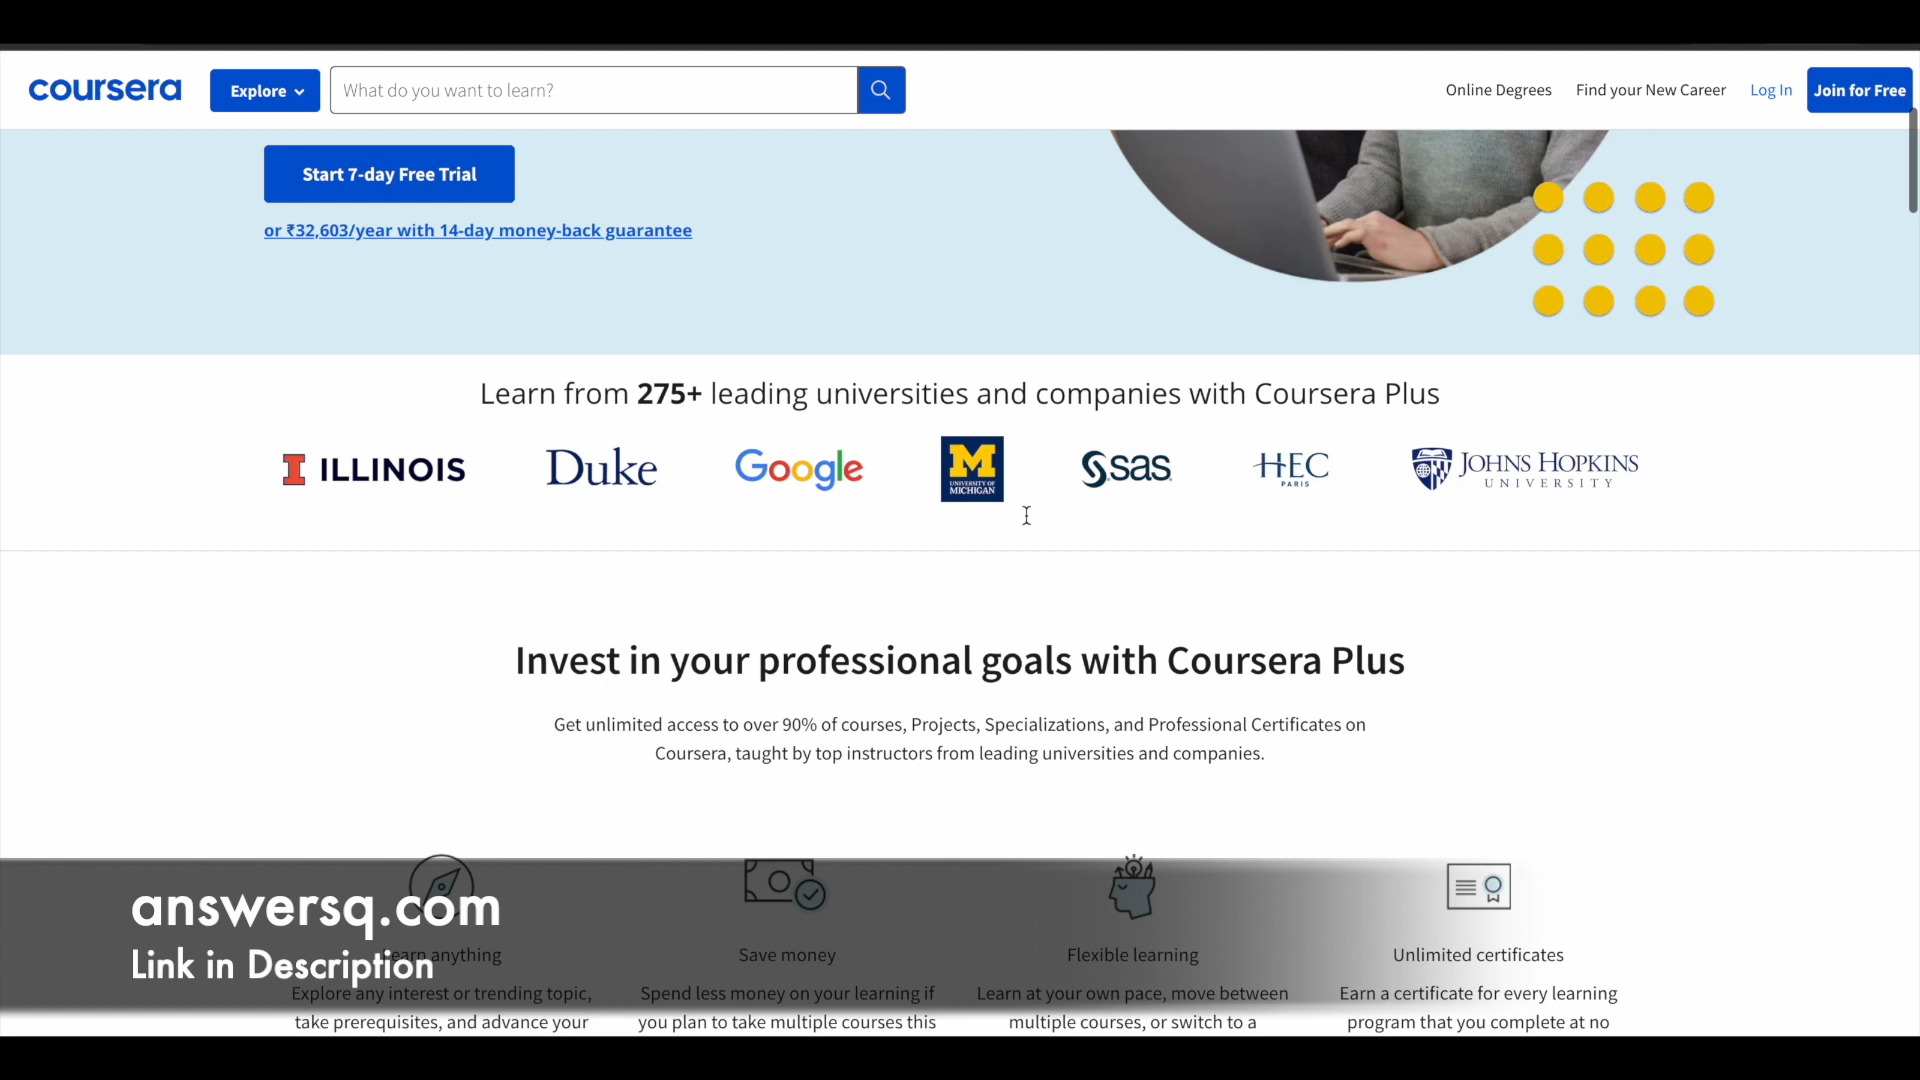 coursera
Explore
What do you want to learn?
Online Degrees
Find your New Career
Log In
Join for Free
Start 7-day Free Trial
or ₹32,603/year with 14-day money-back guarantee
Learn from 275+ leading universities and companies with Coursera Plus
I ILLINOIS
Duke
Google
M
UNIVERSITY OF
MICHIGAN
sas
HEC
PARIS
JOHNS HOPKINS
UNIVERSITY
Invest in your professional goals with Coursera Plus
Get unlimited access to over 90% of courses, Projects, Specializations, and Professional Certificates on
Coursera, taught by top instructors from leading universities and companies.
answersq.com
Link in Description
Learn anything
Explore any interest or trending topic,
take prerequisites, and advance your
Save money
Spend less money on your learning if
you plan to take multiple courses this
Flexible learning
Learn at your own pace, move between
multiple courses, or switch to a
Unlimited certificates
Earn a certificate for every learning
program that you complete at no